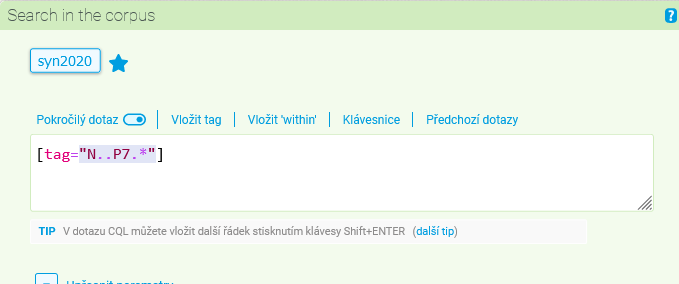 Search in the corpus
syn2020
Pokročilý dotaz Vložit tag Vložit 'within' Klávesnice Předchozí dotazy
[tag="N..P7.*"]
TIP V dotazu CQL můžete vložit další řádek stisknutím klávesy Shift+ENTER (další tip)